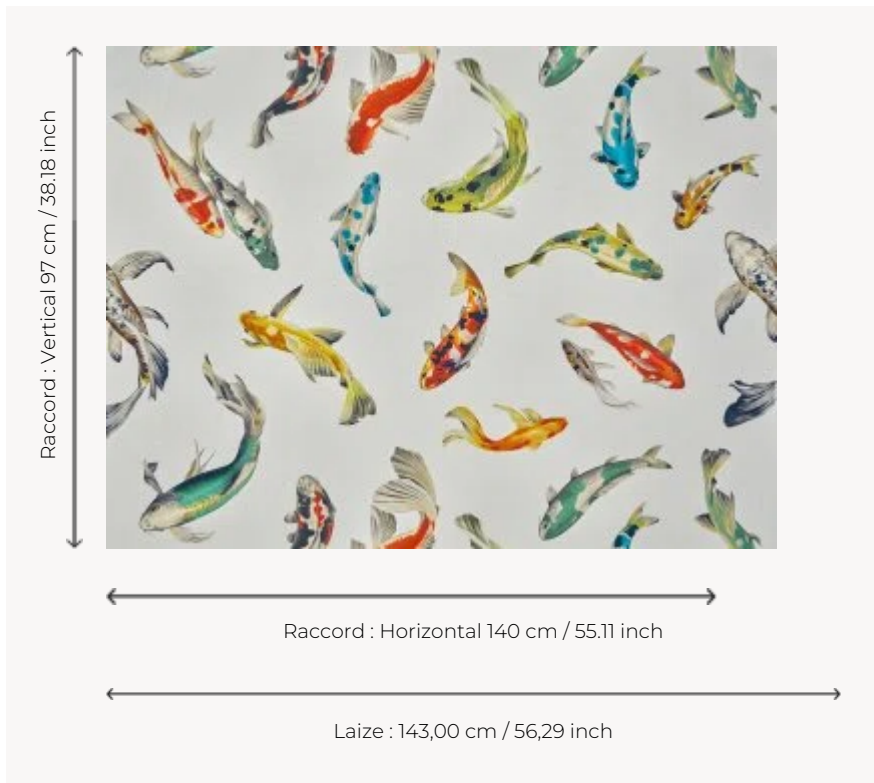 Raccord : Vertical 97 cm / 38.18 inch
Raccord : Horizontal 140 cm / 55.11 inch
Laize : 143,00 cm / 56,29 inch